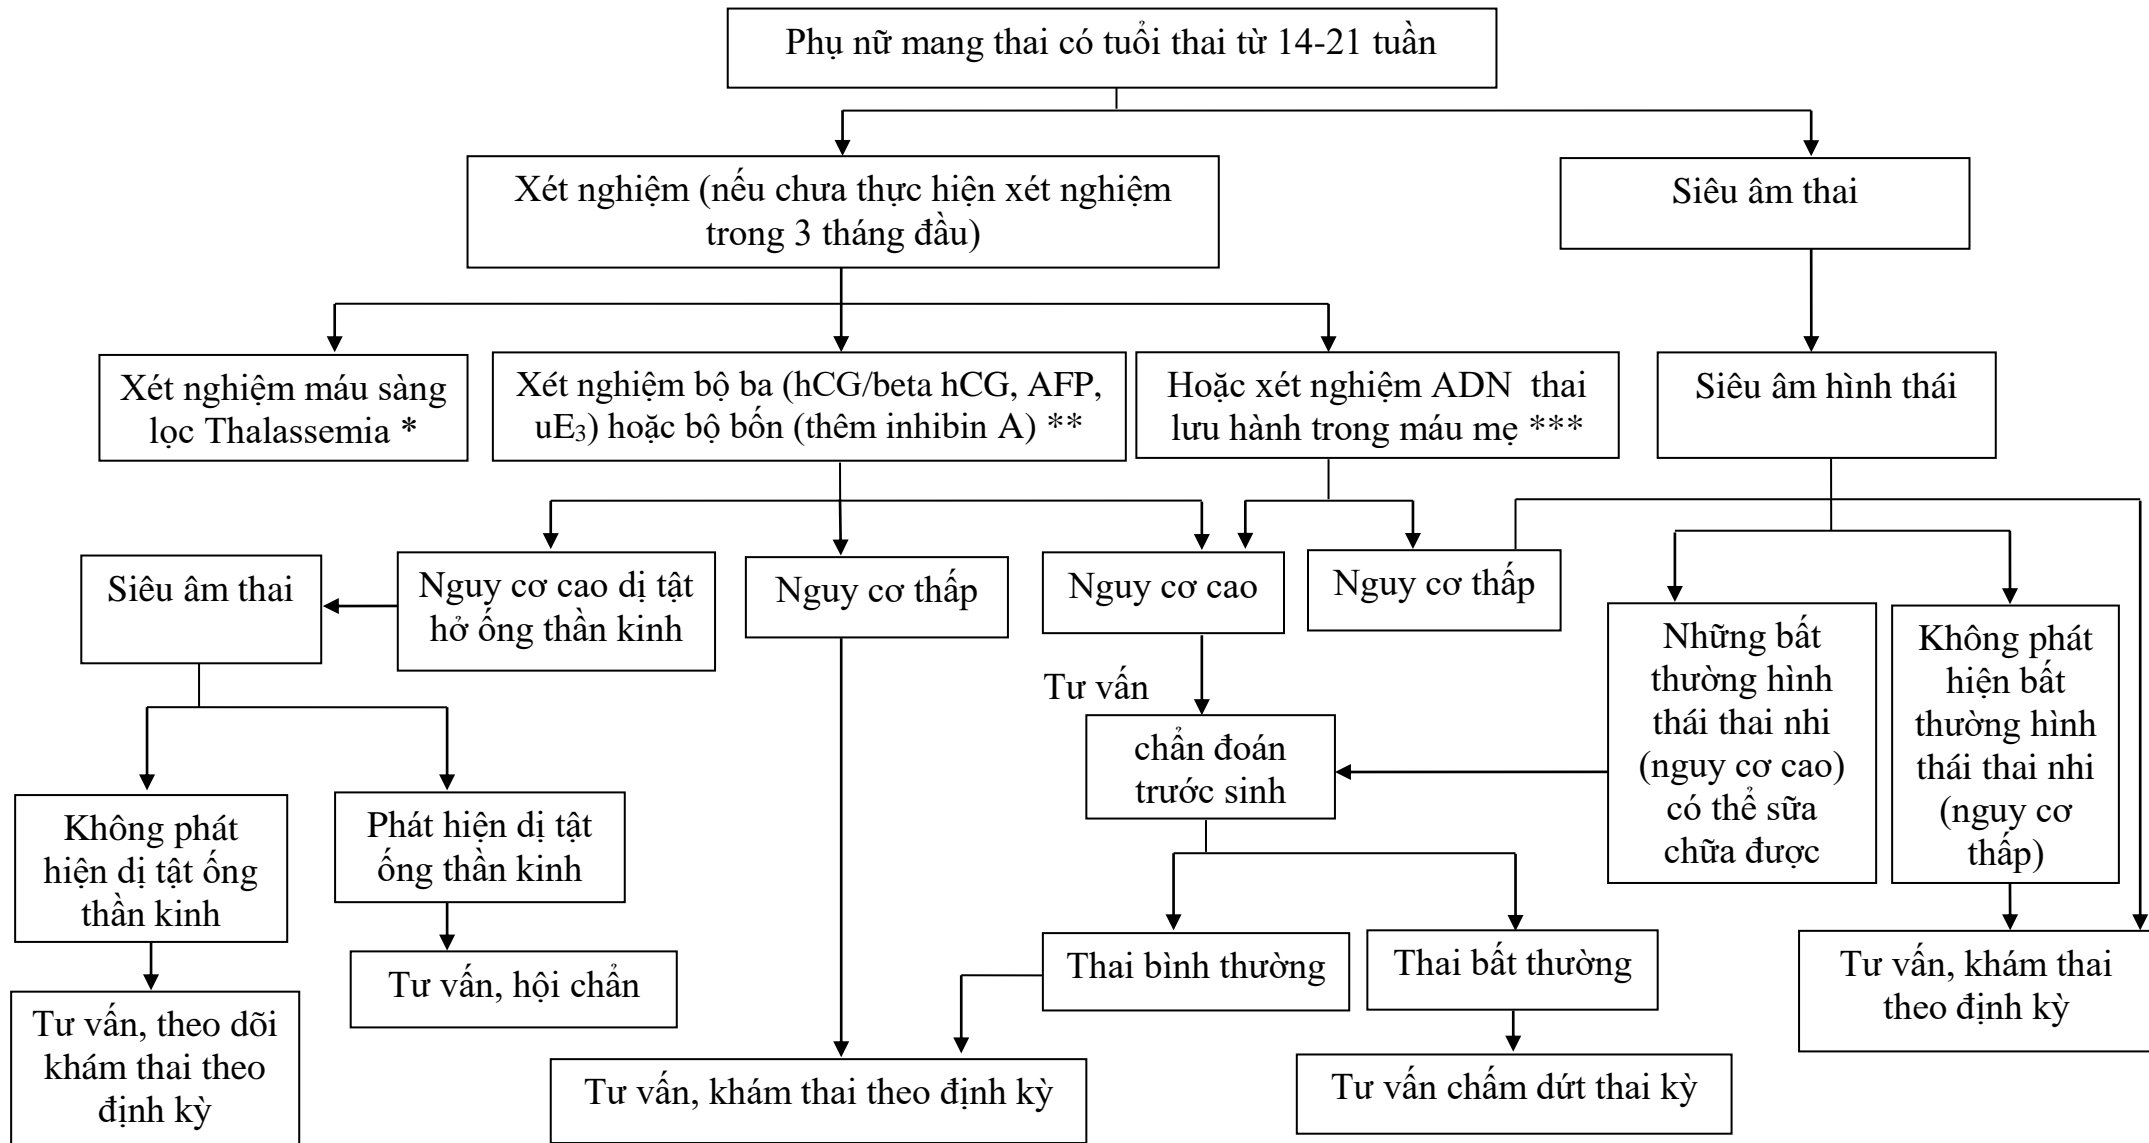 Phụ nữ mang thai có tuổi thai từ 14-21 tuần
Xét nghiệm (nếu chưa thực hiện xét nghiệm
trong 3 tháng đầu)
Siêu âm thai
Xét nghiệm máu sàng
lọc Thalassemia *
Xét nghiệm bộ ba (hCG/beta hCG, AFP,
uE₃) hoặc bộ bốn (thêm inhibin A) **
Hoặc xét nghiệm ADN thai
lưu hành trong máu mẹ ***
Siêu âm hình thái
Siêu âm thai
Nguy cơ cao dị tật
hở ống thần kinh
Nguy cơ thấp
Nguy cơ cao
Nguy cơ thấp
Những bất
thường hình
thái thai nhi
(nguy cơ cao)
có thể sữa
chữa được
Không phát
hiện bất
thường hình
thái thai nhi
(nguy cơ
thấp)
Tư vấn
chẩn đoán
trước sinh
Không phát
hiện dị tật ống
thần kinh
Phát hiện dị tật
ống thần kinh
Thai bình thường
Thai bất thường
Tư vấn, khám thai
theo định kỳ
Tư vấn, hội chẩn
Tư vấn, theo dõi
khám thai theo
định kỳ
Tư vấn, khám thai theo định kỳ
Tư vấn chấm dứt thai kỳ